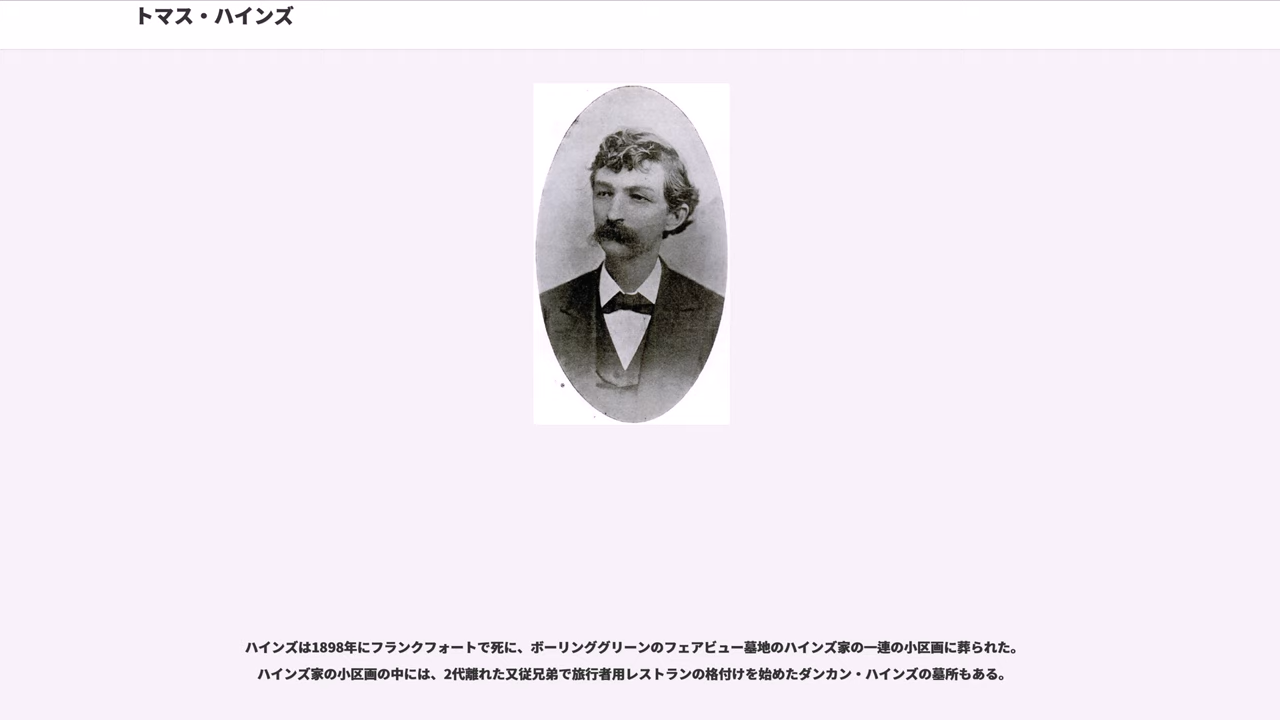 トマス・ハインズ
ハインズは1898年にフランクフォートで死に、ボーリンググリーンのフェアビュー墓地のハインズ家の一連の小区画に葬られた。
ハインズ家の小区画の中には、2代離れた又従兄弟で旅行者用レストランの格付けを始めたダンカン・ハインズの墓所もある。